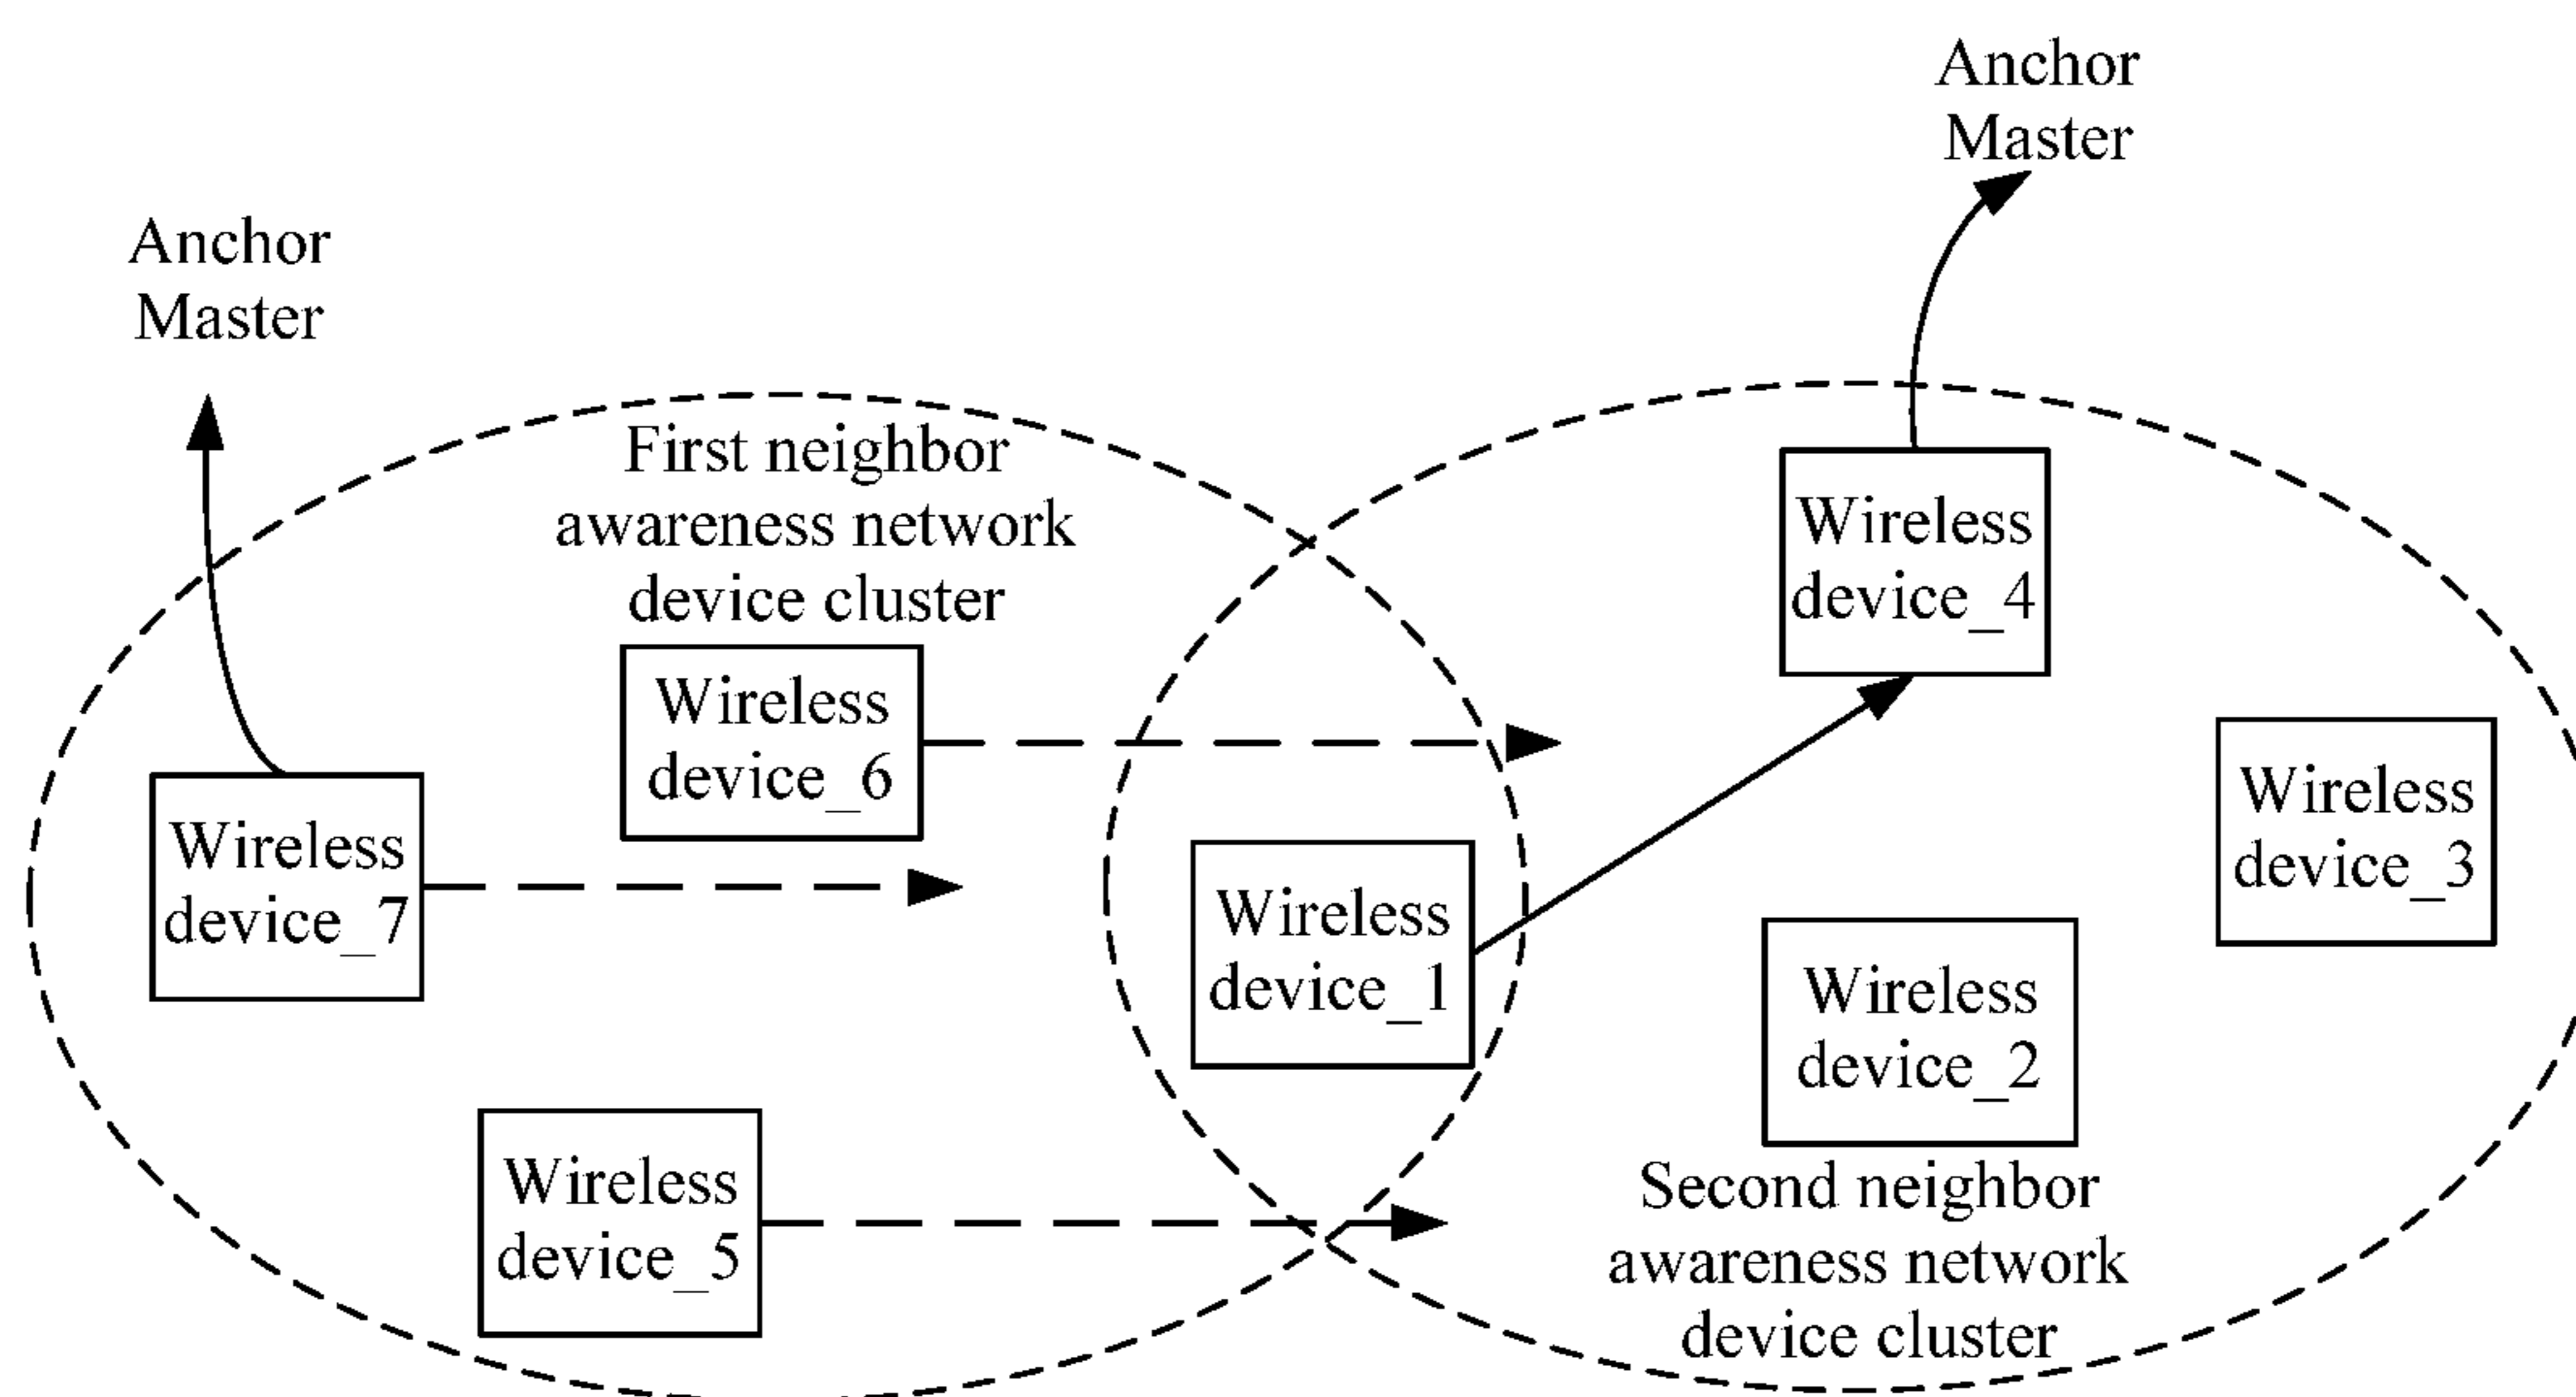 Anchor
Master
Anchor
Master
First neighbor
awareness network
device cluster
Wireless
device_4
Wireless
device_6
Wireless
device_3
Wireless
device_7
Wireless
device_1
Wireless
device_2
Wireless
device_5
Second neighbor
awareness network
device cluster